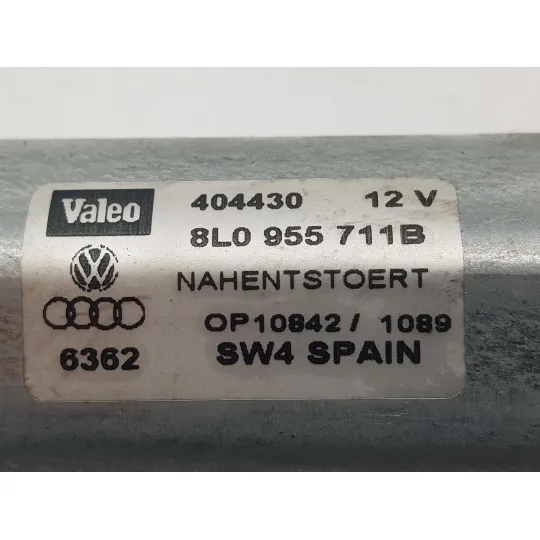 Valeo 404430 12 V
8L0 955 711B
NAHENTSTOERT
OP10842 / 1089
6362 SW4 SPAIN